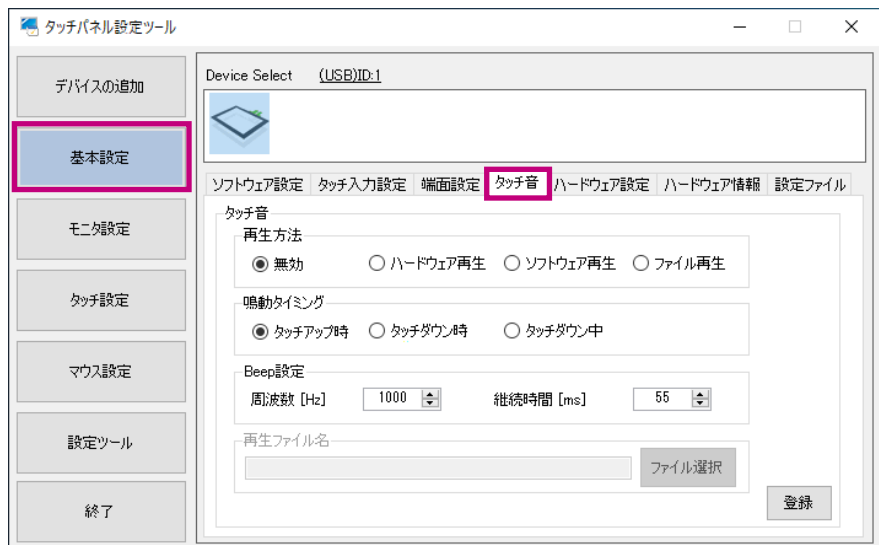 タッチパネル設定ツール
デバイスの追加
基本設定
モニタ設定
タッチ設定
マウス設定
設定ツール
終了
Device Select (USB)ID:1
ソフトウェア設定 タッチ入力設定 端面設定 タッチ音 ハードウェア設定 ハードウェア情報 設定ファイル
タッチ音
再生方法
無効 ハードウェア再生 ソフトウェア再生 ファイル再生
鳴動タイミング
タッチアップ時 タッチダウン時 タッチダウン中
Beep設定
周波数 [Hz] 1000 継続時間 [ms] 55
再生ファイル名
ファイル選択
登録